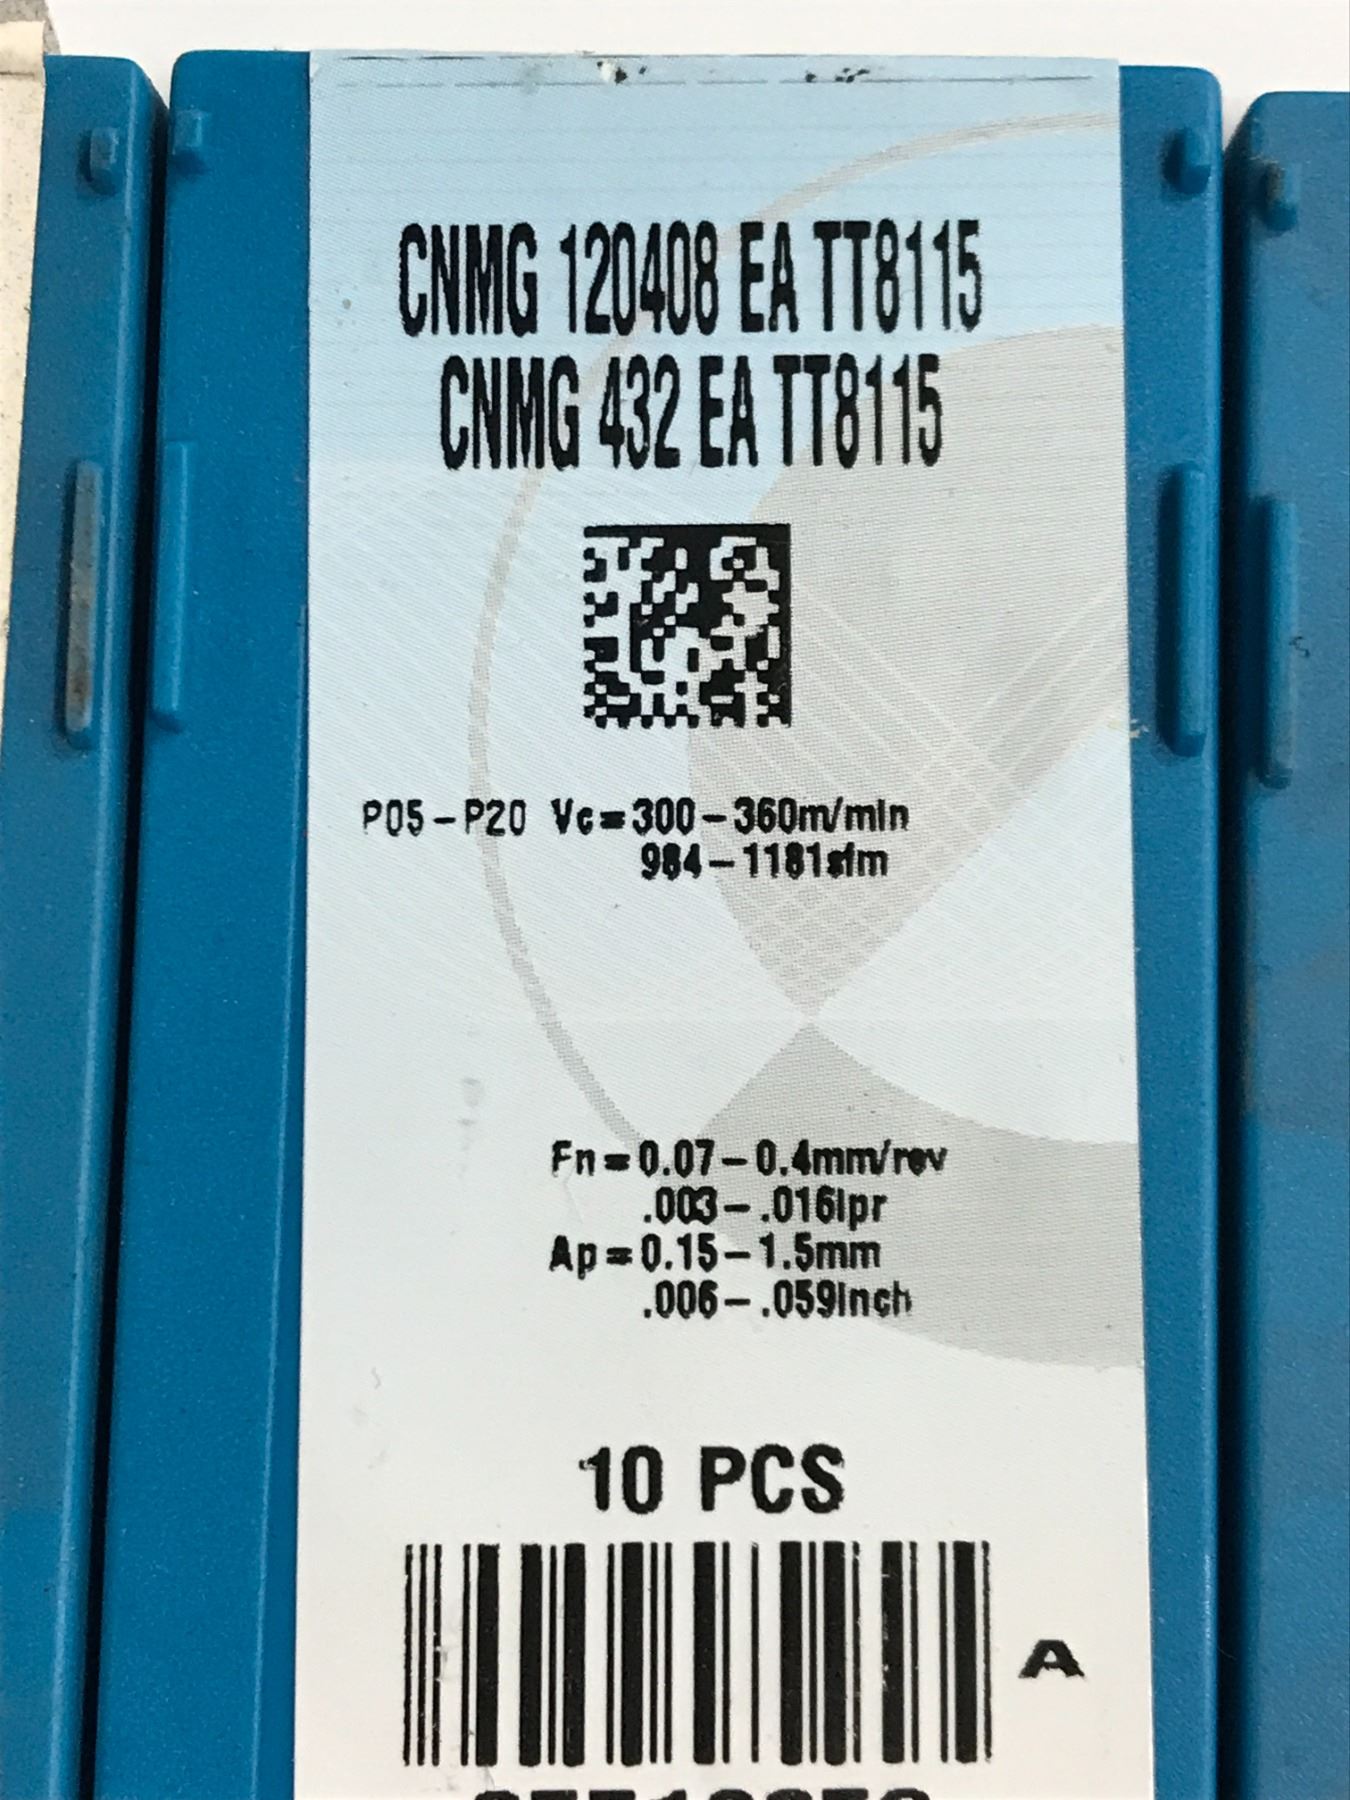 CNMG 120408 EA TT8115
CNMG 432 EA TT8115
P05-P20 Vc=300-360m/min
984-1181sfm
Fn=0.07-0.4mm/rev
.003-.016ipr
Ap=0.15-1.5mm
.006-.059inch
10 PCS
A